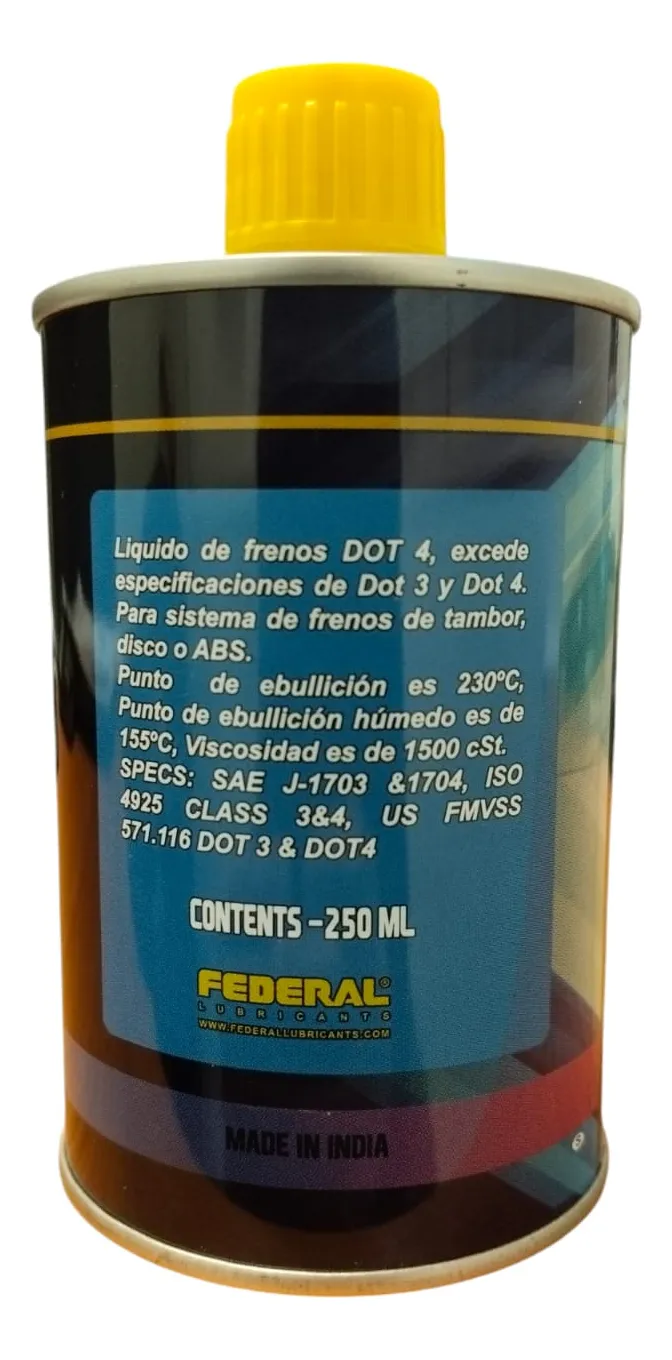 Liquido de frenos DOT 4, excede
especificaciones de Dot 3 y Dot 4.
Para sistema de frenos de tambor,
disco o ABS.
Punto de ebullición es 230ºC,
Punto de ebullición húmedo es de
155ºC, Viscosidad es de 1500 cSt.
SPECS: SAE J-1703 &1704, ISO
4925 CLASS 3&4, US FMVSS
571.116 DOT 3 & DOT4
CONTENTS -250 ML
FEDERAL®
LUBRICANTS
WWW.FEDERALLUBRICANTS.COM
MADE IN INDIA